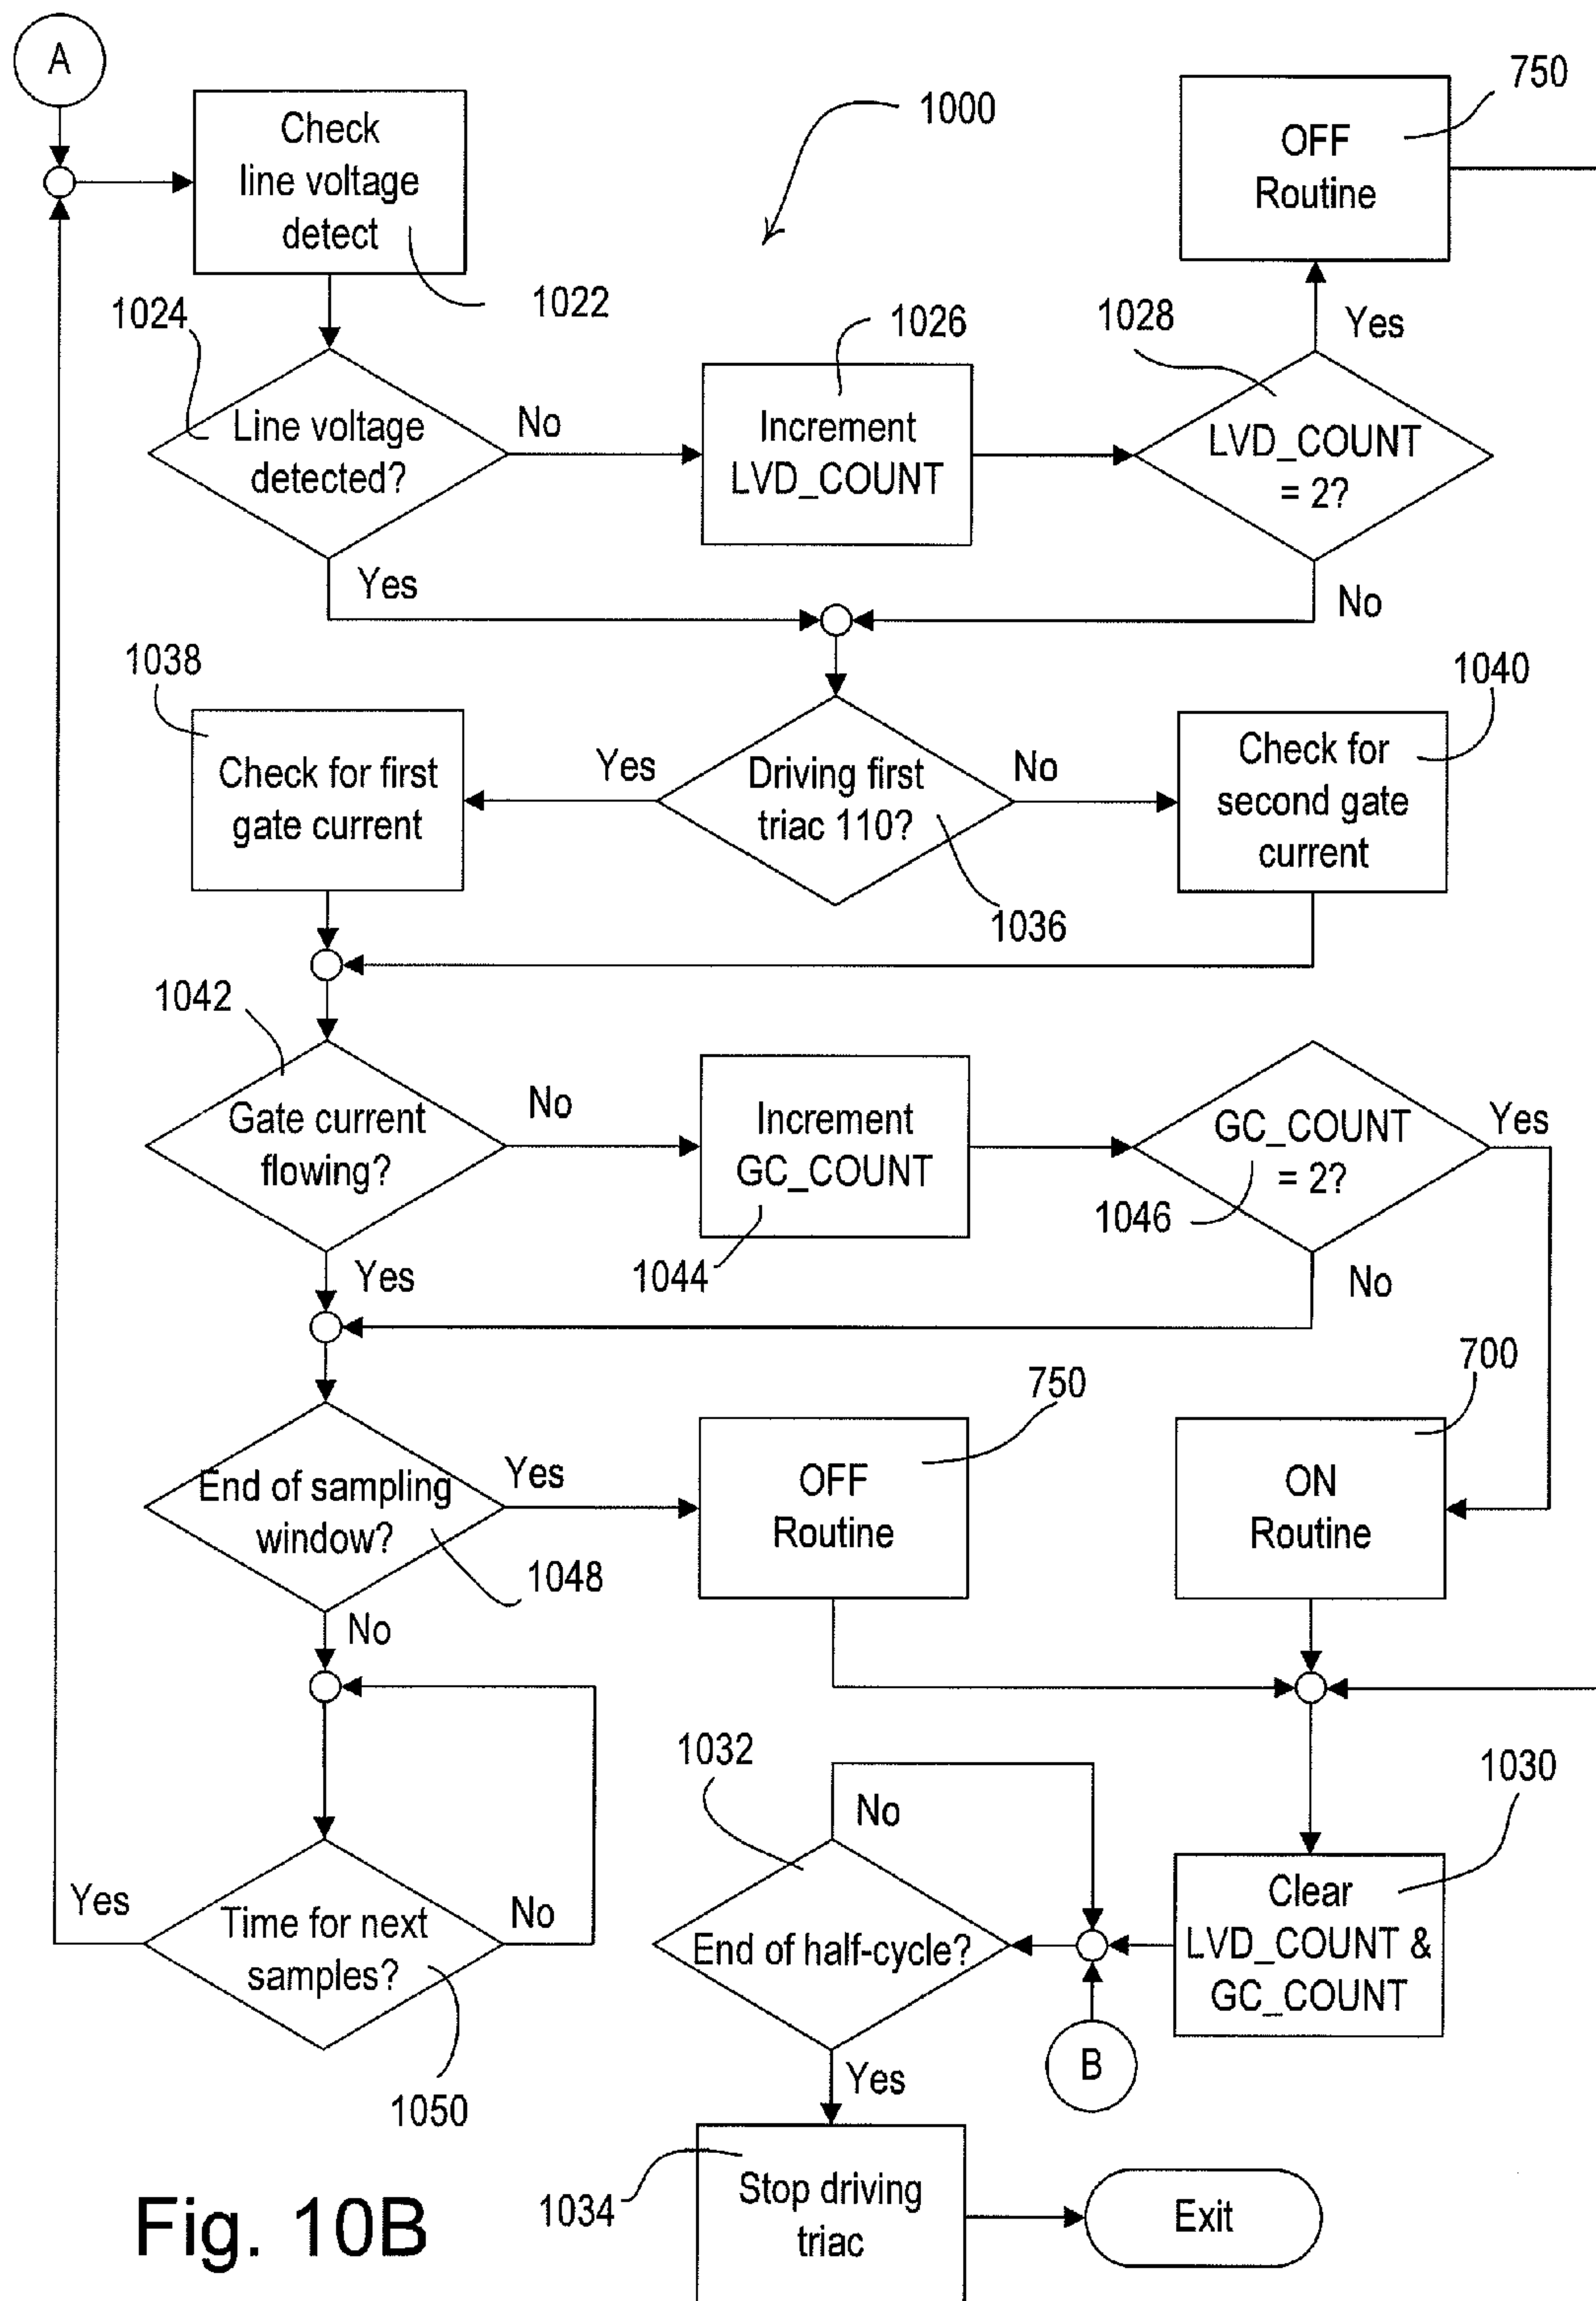 A
Check
line voltage
detect
1000
OFF
Routine
750
1022
1024
Line voltage
detected?
No
Yes
1026
Increment
LVD_COUNT
1028
LVD_COUNT
= 2?
Yes
No
1038
Check for first
gate current
Yes
Driving first
triac 110?
No
1036
1040
Check for
second gate
current
1042
Gate current
flowing?
No
Yes
Increment
GC_COUNT
1044
GC_COUNT
= 2?
1046
Yes
No
End of sampling
window?
Yes
1048
No
750
OFF
Routine
700
ON
Routine
Time for next
samples?
Yes
No
1050
1032
No
End of half-cycle?
Yes
1030
Clear
LVD_COUNT &
GC_COUNT
B
1034
Stop driving
triac
Exit
Fig. 10B